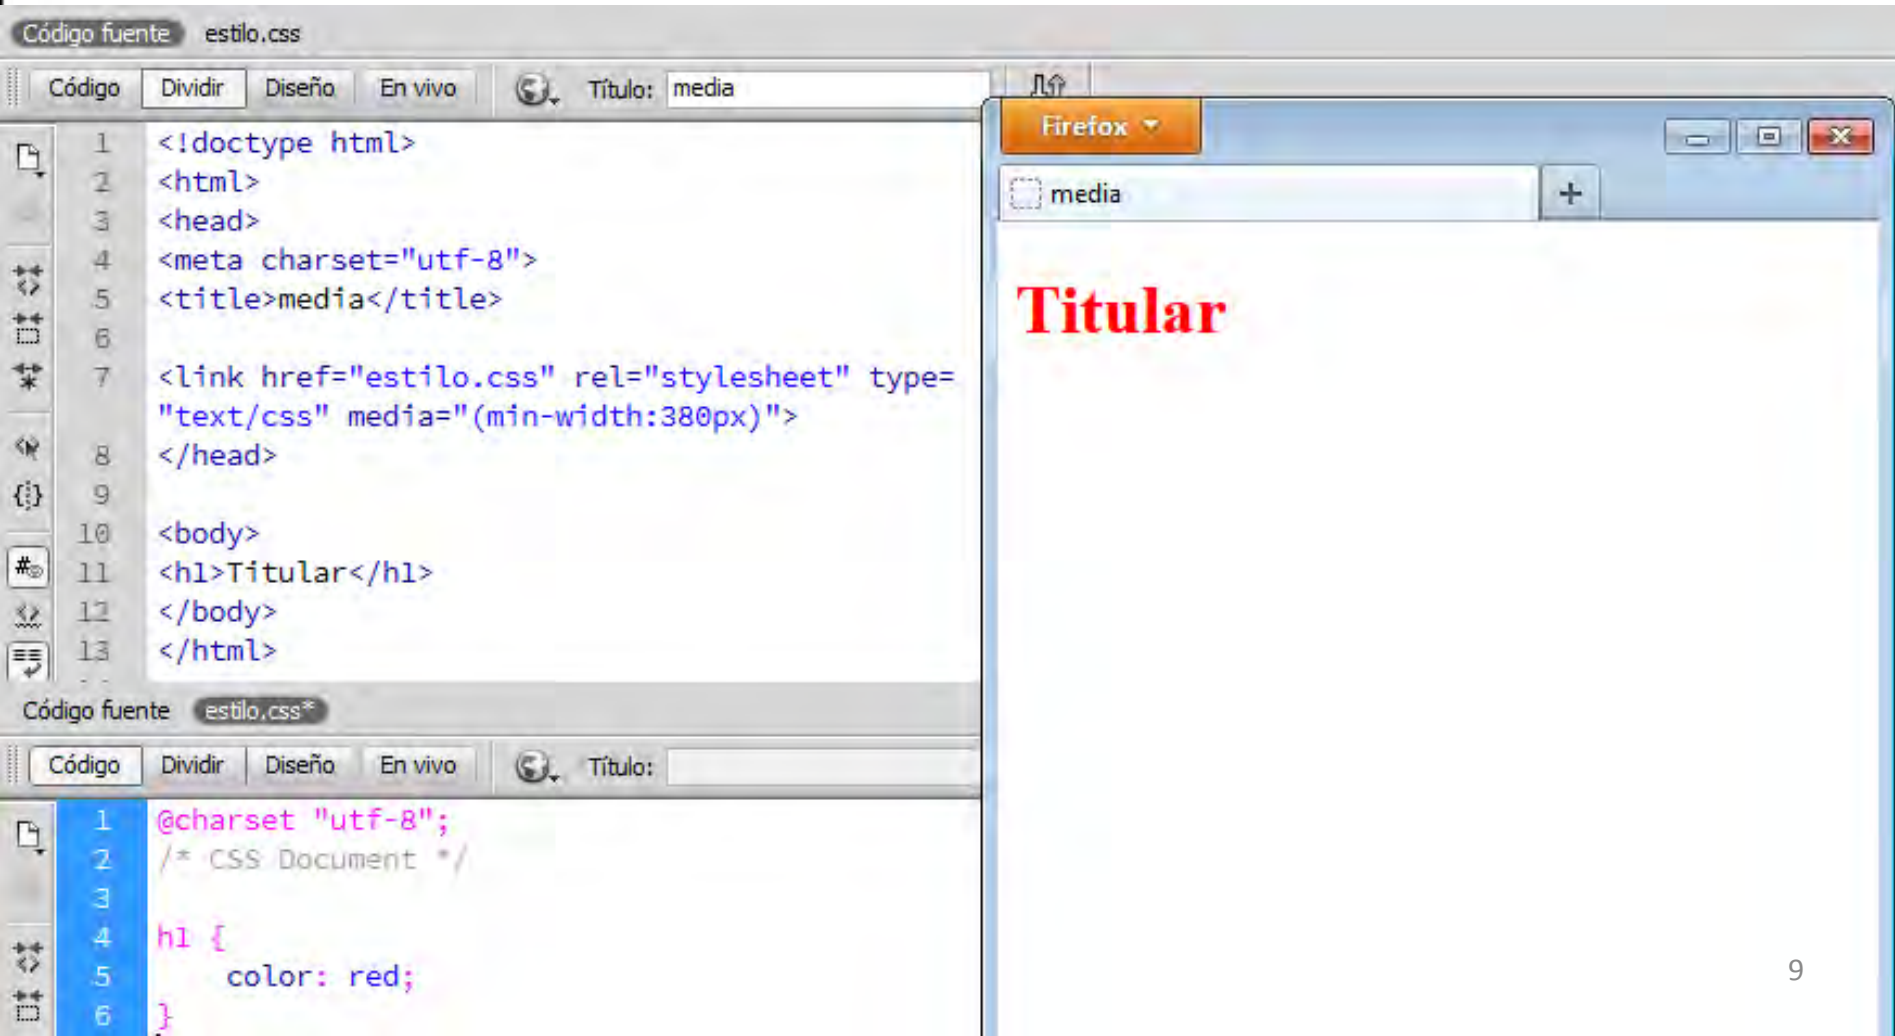 Código fuente estilo.css
Código Dividir Diseño En vivo Título: media
1 <!doctype html>
2 <html>
3 <head>
4 <meta charset="utf-8">
5 <title>media</title>
6
7 <link href="estilo.css" rel="stylesheet" type=
"text/css" media="(min-width:380px)">
8 </head>
9
10 <body>
11 <h1>Titular</h1>
12 </body>
13 </html>
Código fuente estilo.css*
Código Dividir Diseño En vivo Título:
1 @charset "utf-8";
2 /* CSS Document */
3
4 h1 {
5 color: red;
6 }
Firefox
media
Titular
9